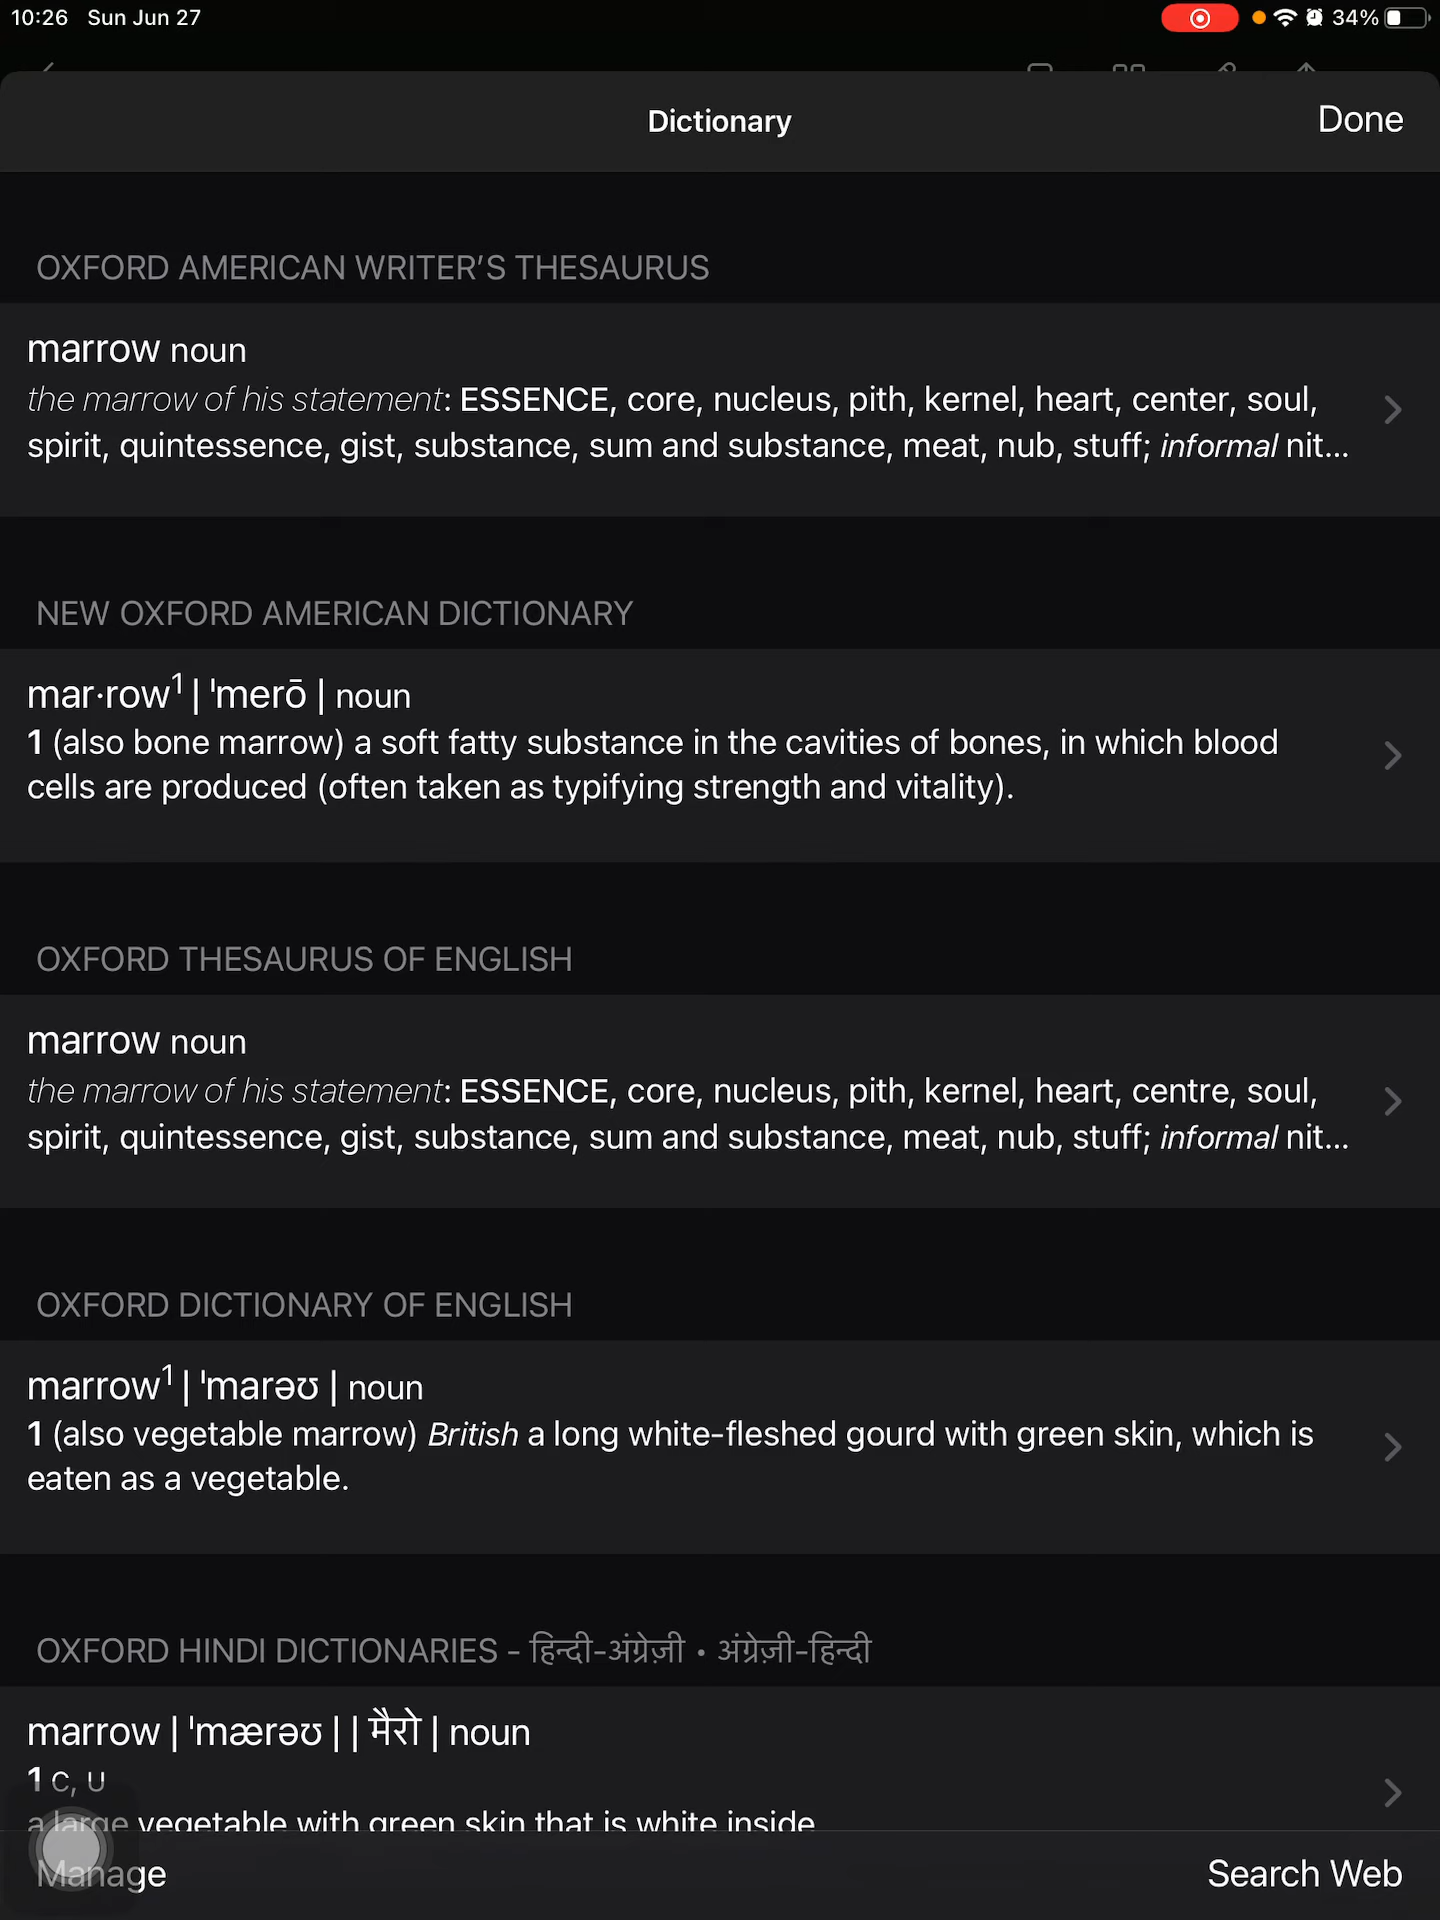 10:26 Sun Jun 27 34%
Dictionary Done
OXFORD AMERICAN WRITER'S THESAURUS
marrow noun
the marrow of his statement: ESSENCE, core, nucleus, pith, kernel, heart, center, soul,
spirit, quintessence, gist, substance, sum and substance, meat, nub, stuff; informal nit...
NEW OXFORD AMERICAN DICTIONARY
mar·row¹ | ˈmerō | noun
1 (also bone marrow) a soft fatty substance in the cavities of bones, in which blood
cells are produced (often taken as typifying strength and vitality).
OXFORD THESAURUS OF ENGLISH
marrow noun
the marrow of his statement: ESSENCE, core, nucleus, pith, kernel, heart, centre, soul,
spirit, quintessence, gist, substance, sum and substance, meat, nub, stuff; informal nit...
OXFORD DICTIONARY OF ENGLISH
marrow¹ | ˈmarəʊ | noun
1 (also vegetable marrow) British a long white-fleshed gourd with green skin, which is
eaten as a vegetable.
OXFORD HINDI DICTIONARIES - हिन्दी-अंग्रेज़ी • अंग्रेज़ी-हिन्दी
marrow | ˈmærəʊ | | मैरो | noun
1 C, U
a large vegetable with green skin that is white inside
Manage Search Web